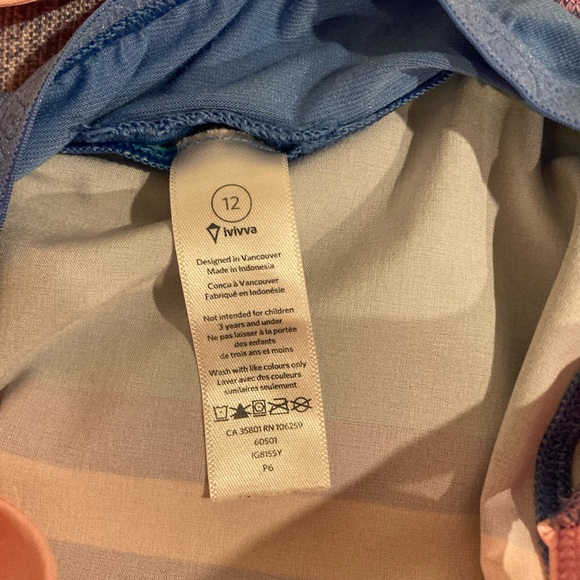 12
ivivva
Designed in Vancouver
Made in Indonesia
Conçu à Vancouver
Fabriqué en Indonésie
Not intended for children
3 years and under
Ne pas laisser à la portée
des enfants
de trois ans et moins
Wash with like colours only
Laver avec des couleurs
similaires seulement
CA 35801 RN 106259
60501
IG8155Y
P6